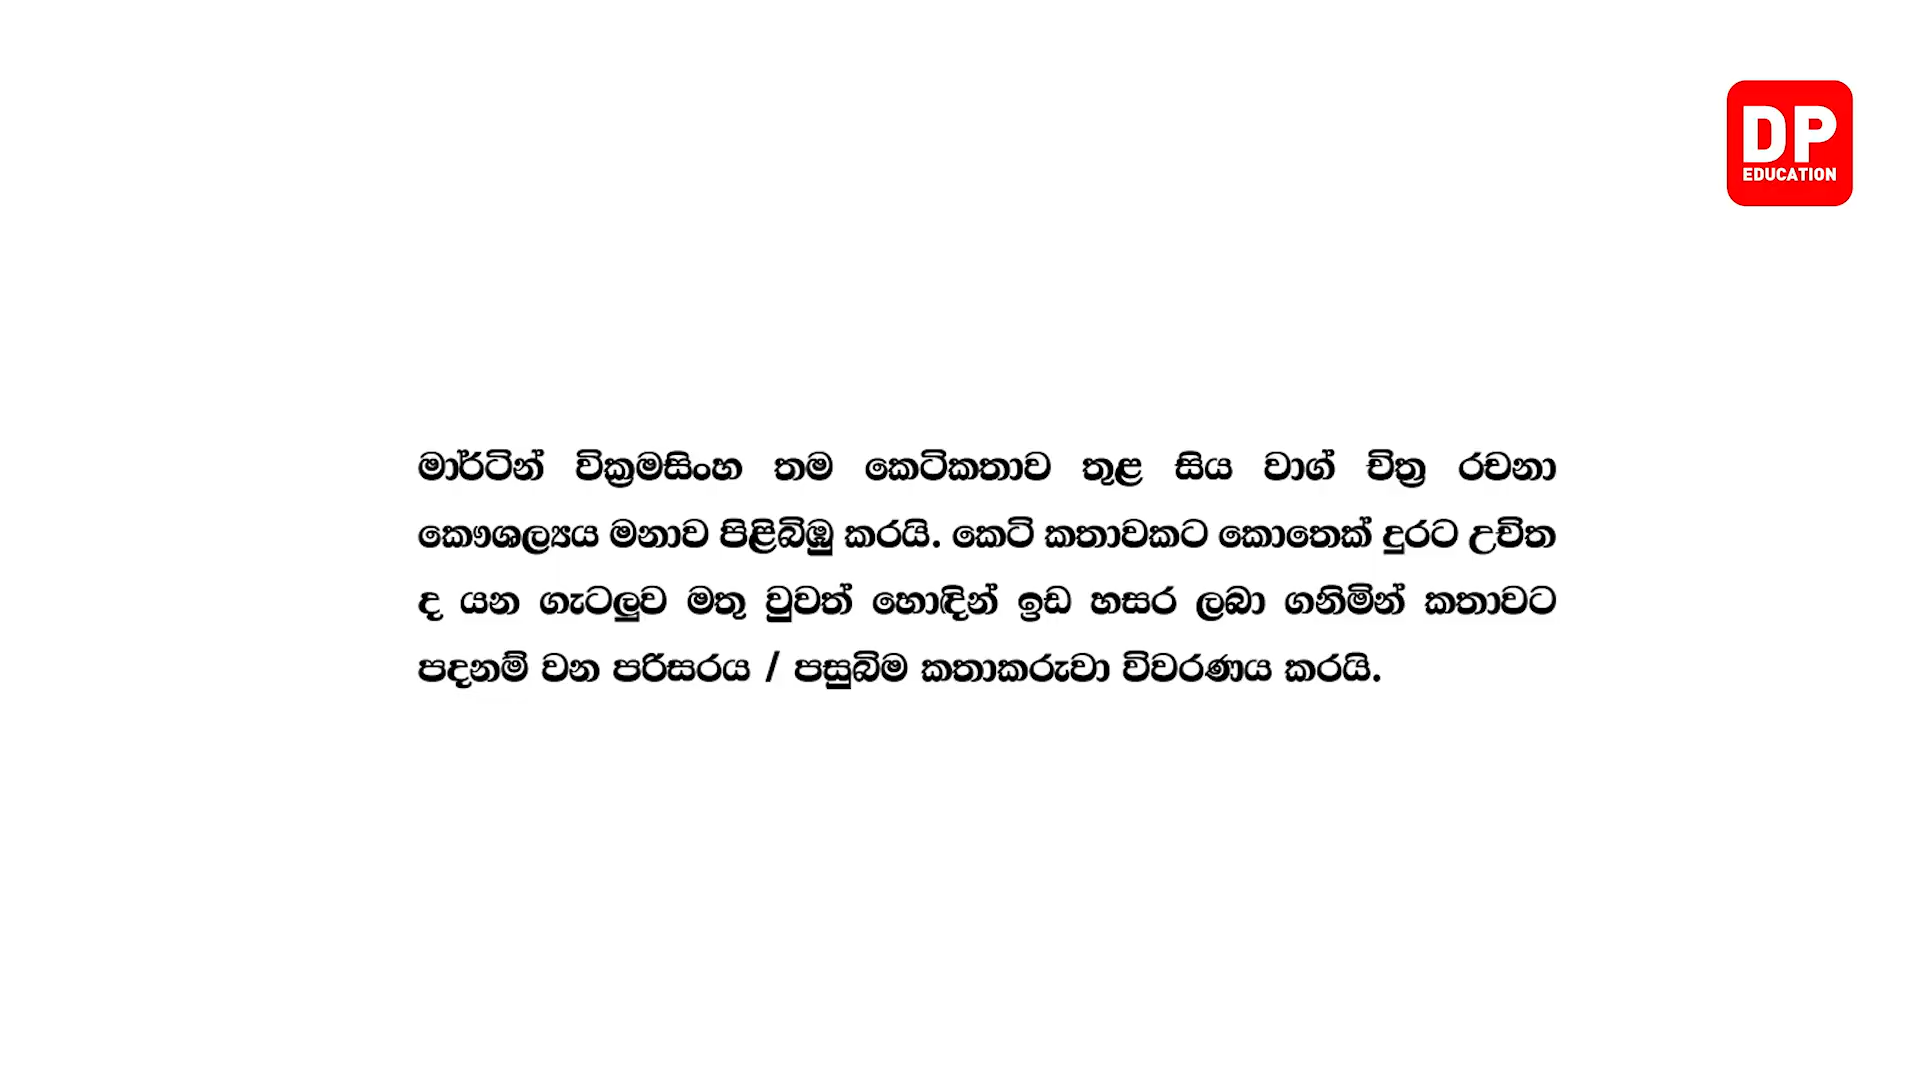 DP
EDUCATION
මාර්ටින් වික්‍රමසිංහ තම කෙටිකතාව තුළ සිය වාග් චිත්‍ර රචනා
කෞශල්‍යය මනාව පිළිබිඹු කරයි. කෙටි කතාවකට කොතෙක් දුරට උචිත
ද යන ගැටලුව මතු වුවත් හොඳින් ඉඩ හසර ලබා ගනිමින් කතාවට
පදනම් වන පරිසරය / පසුබිම කතාකරුවා විවරණය කරයි.